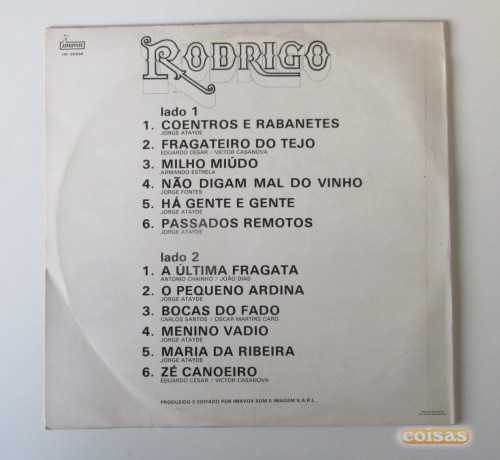 IMAVOX
RODRIGO
lado 1
1. COENTROS E RABANETES
JORGE ATAYDE
2. FRAGATEIRO DO TEJO
EDUARDO CÉSAR / VICTOR CASANOVA
3. MILHO MIÚDO
ARMANDO ESTRELA
4. NÃO DIGAM MAL DO VINHO
JORGE FONTES
5. HÁ GENTE E GENTE
JORGE ATAYDE
6. PASSADOS REMOTOS
JORGE ATAYDE
lado 2
1. A ÚLTIMA FRAGATA
ANTÓNIO CHAINHO / JOÃO DIAS
2. O PEQUENO ARDINA
JORGE ATAYDE
3. BOCAS DO FADO
CARLOS SANTOS / OSCAR MARTINS CARO
4. MENINO VADIO
JORGE ATAYDE
5. MARIA DA RIBEIRA
JORGE ATAYDE
6. ZÉ CANOEIRO
EDUARDO CÉSAR / VICTOR CASANOVA
PRODUZIDO E EDITADO POR IMAVOX SOM E IMAGEM S.A.R.L.
coisas